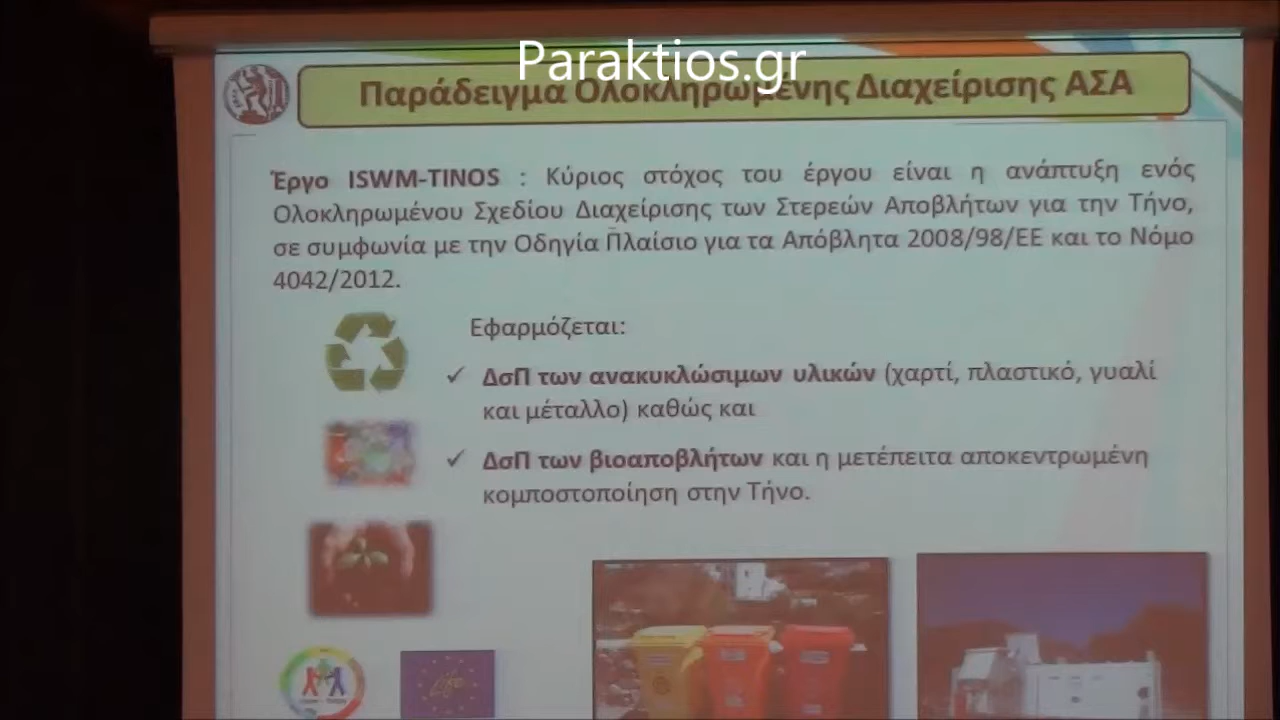 Paraktios.gr
Παράδειγμα Ολοκληρωμένης Διαχείρισης ΑΣΑ
Έργο ISWM-TINOS : Κύριος στόχος του έργου είναι η ανάπτυξη ενός
Ολοκληρωμένου Σχεδίου Διαχείρισης των Στερεών Αποβλήτων για την Τήνο,
σε συμφωνία με την Οδηγία Πλαίσιο για τα Απόβλητα 2008/98/ΕΕ και το Νόμο
4042/2012.
Εφαρμόζεται:
✓ ΔσΠ των ανακυκλώσιμων υλικών (χαρτί, πλαστικό, γυαλί
και μέταλλο) καθώς και
✓ ΔσΠ των βιοαποβλήτων και η μετέπειτα αποκεντρωμένη
κομποστοποίηση στην Τήνο.
Life